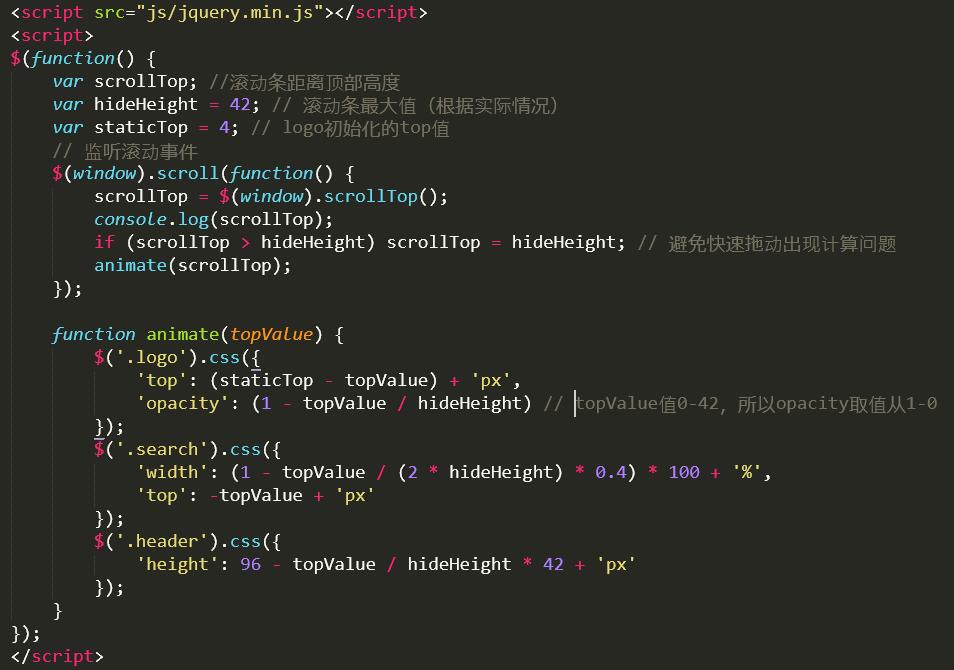 <script src="js/jquery.min.js"></script>
<script>
$(function() {
    var scrollTop; //滚动条距离顶部高度
    var hideHeight = 42; // 滚动条最大值（根据实际情况）
    var staticTop = 4; // logo初始化的top值
    // 监听滚动事件
    $(window).scroll(function() {
        scrollTop = $(window).scrollTop();
        console.log(scrollTop);
        if (scrollTop > hideHeight) scrollTop = hideHeight; // 避免快速拖动出现计算问题
        animate(scrollTop);
    });

    function animate(topValue) {
        $('.logo').css({
            'top': (staticTop - topValue) + 'px',
            'opacity': (1 - topValue / hideHeight) // topValue值0-42，所以opacity取值从1-0
        });
        $('.search').css({
            'width': (1 - topValue / (2 * hideHeight) * 0.4) * 100 + '%',
            'top': -topValue + 'px'
        });
        $('.header').css({
            'height': 96 - topValue / hideHeight * 42 + 'px'
        });
    }
});
</script>